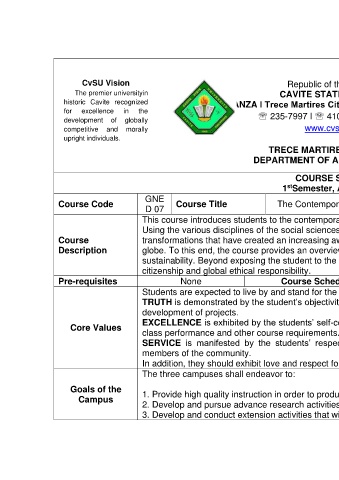 CvSU Vision
The premier universityin
historic Cavite recognized
for excellence in the
development of globally
competitive and morally
upright individuals.
Republic of th
CAVITE STAT
ANZA l Trece Martires Cit
☏ 235-7997 l ☏ 410
www.cvs
TRECE MARTIRE
DEPARTMENT OF A
COURSE S
1stSemester, A
Course Code GNE D 07 Course Title The Contempor
Course Description
This course introduces students to the contempora
Using the various disciplines of the social sciences
transformations that have created an increasing aw
globe. To this end, the course provides an overview
sustainability. Beyond exposing the student to the
citizenship and global ethical responsibility.
Pre-requisites None Course Sched
Core Values
Students are expected to live by and stand for the
TRUTH is demonstrated by the student's objectivit
development of projects.
EXCELLENCE is exhibited by the students' self-co
class performance and other course requirements.
SERVICE is manifested by the students' respec
members of the community.
In addition, they should exhibit love and respect fo
Goals of the Campus
The three campuses shall endeavor to:
1. Provide high quality instruction in order to produ
2. Develop and pursue advance research activities
3. Develop and conduct extension activities that wi